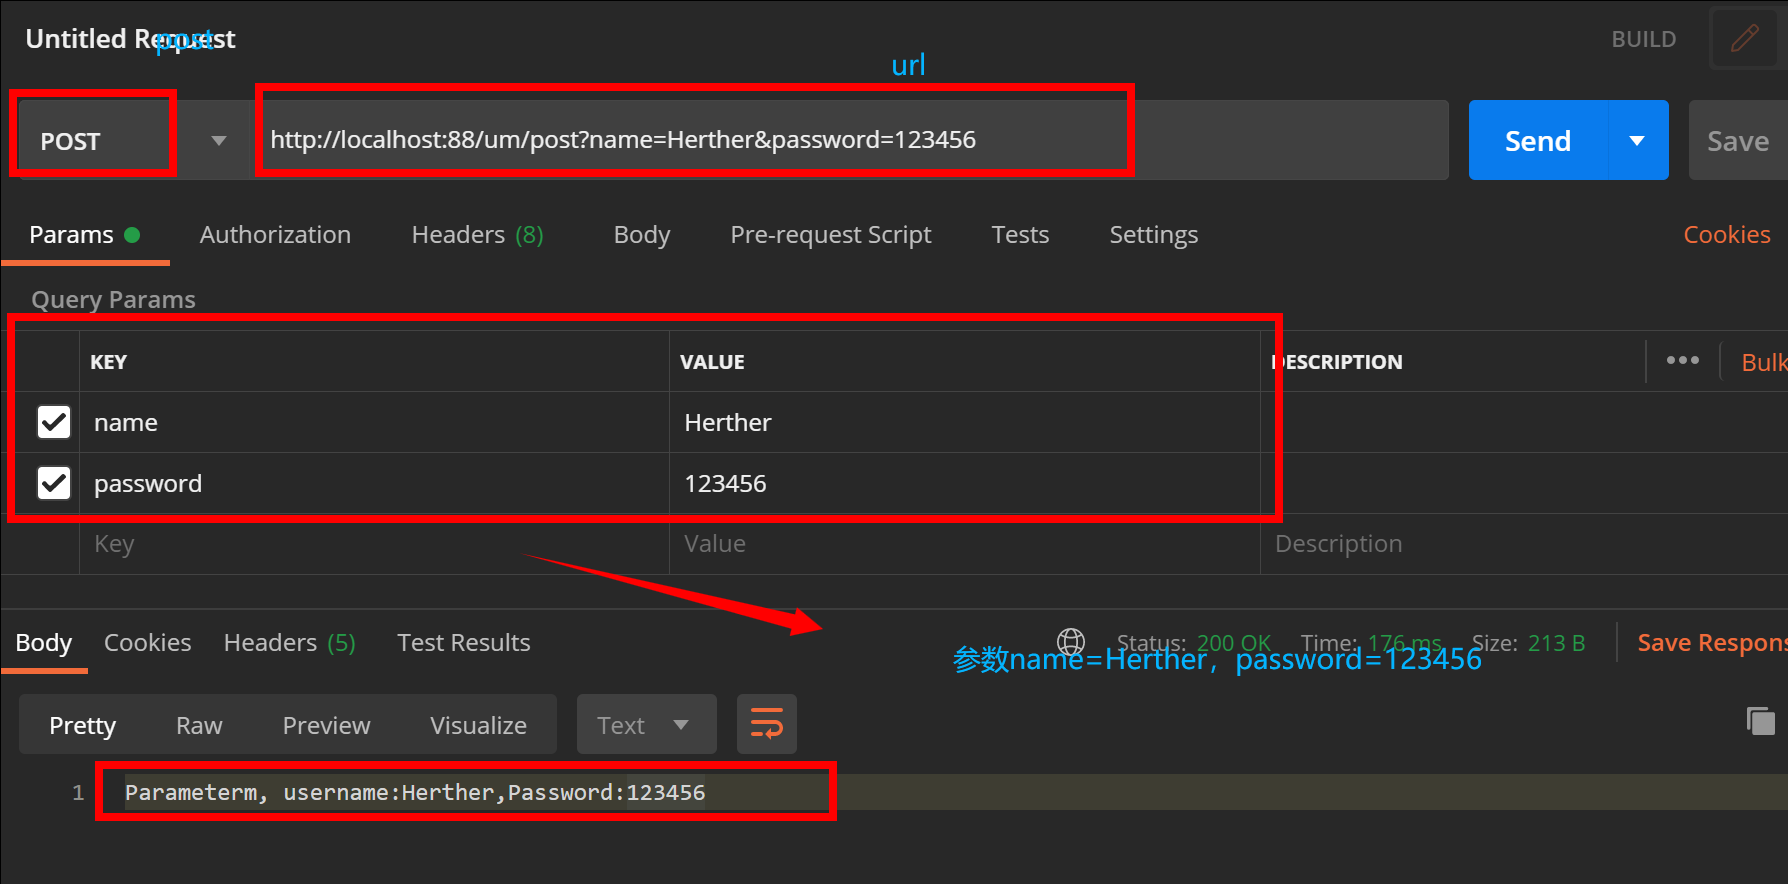 Untitled Request
post
BUILD
url
POST
http://localhost:88/um/post?name=Herther&password=123456
Send
Save
Params
Authorization
Headers (8)
Body
Pre-request Script
Tests
Settings
Cookies
Query Params
KEY
VALUE
DESCRIPTION
Bulk
name
Herther
password
123456
Key
Value
Description
Body
Cookies
Headers (5)
Test Results
Status: 200 OK
Time: 176 ms
Size: 213 B
Save Respons
参数name=Herther，password=123456
Pretty
Raw
Preview
Visualize
Text
1
Parameterm, username:Herther,Password:123456